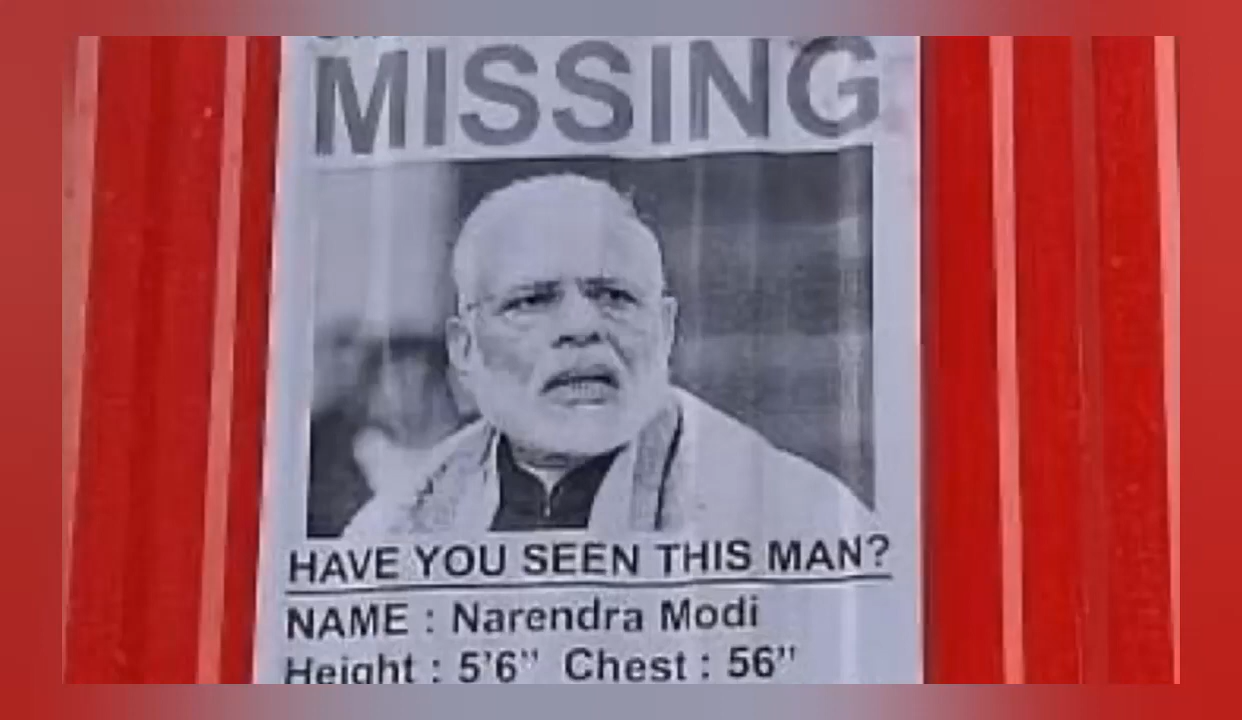 MISSING
HAVE YOU SEEN THIS MAN?
NAME : Narendra Modi
Height : 5'6" Chest : 56"